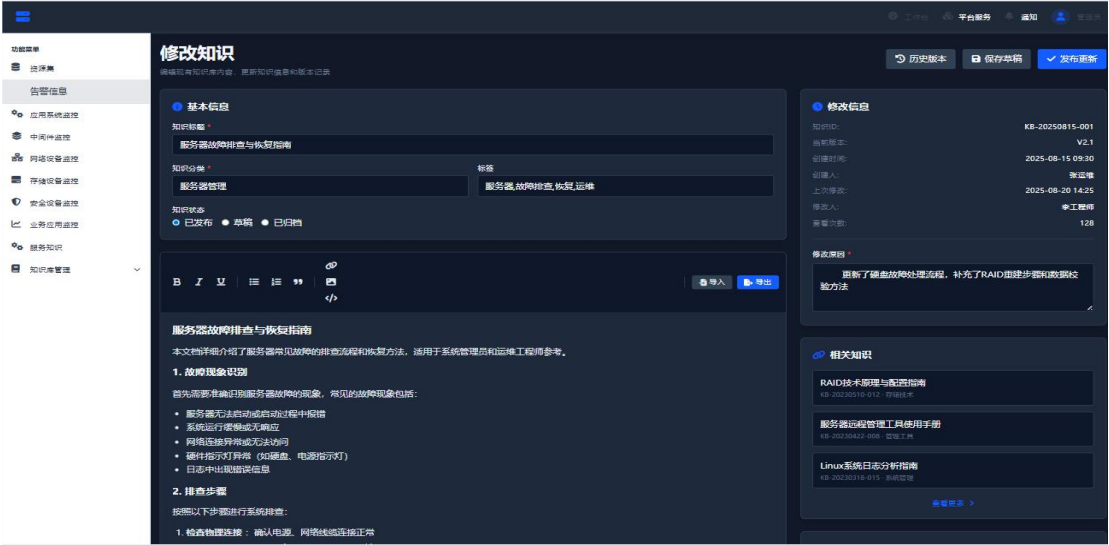 工作台 平台服务 通知 管理员
功能菜单
资源集
告警信息
应用系统监控
中间件监控
网络设备监控
存储设备监控
安全设备监控
业务应用监控
服务知识
知识库管理
修改知识
编辑现有知识库内容，更新知识信息和版本记录
历史版本 保存草稿 发布更新
基本信息
知识标题 *
服务器故障排查与恢复指南
知识分类 * 标签
服务器管理 服务器,故障排查,恢复,运维
知识状态
已发布 草稿 已归档
B I U
导入 导出
服务器故障排查与恢复指南
本文档详细介绍了服务器常见故障的排查流程和恢复方法，适用于系统管理员和运维工程师参考。
1. 故障现象识别
首先需要准确识别服务器故障的现象，常见的故障现象包括：
• 服务器无法启动或启动过程中报错
• 系统运行缓慢或无响应
• 网络连接异常或无法访问
• 硬件指示灯异常（如硬盘、电源指示灯）
• 日志中出现错误信息
2. 排查步骤
按照以下步骤进行系统排查：
1. 检查物理连接：确认电源、网络线缆连接正常
修改信息
知识ID: KB-20250815-001
当前版本: V2.1
创建时间: 2025-08-15 09:30
创建人: 张运维
上次修改: 2025-08-20 14:25
修改人: 李工程师
查看次数: 128
修改原因 *
更新了硬盘故障处理流程，补充了RAID重建步骤和数据校
验方法
相关知识
RAID技术原理与配置指南
KB-20230510-012 · 存储技术
服务器远程管理工具使用手册
KB-20230422-008 · 管理工具
Linux系统日志分析指南
KB-20230318-015 · 系统管理
查看更多 >